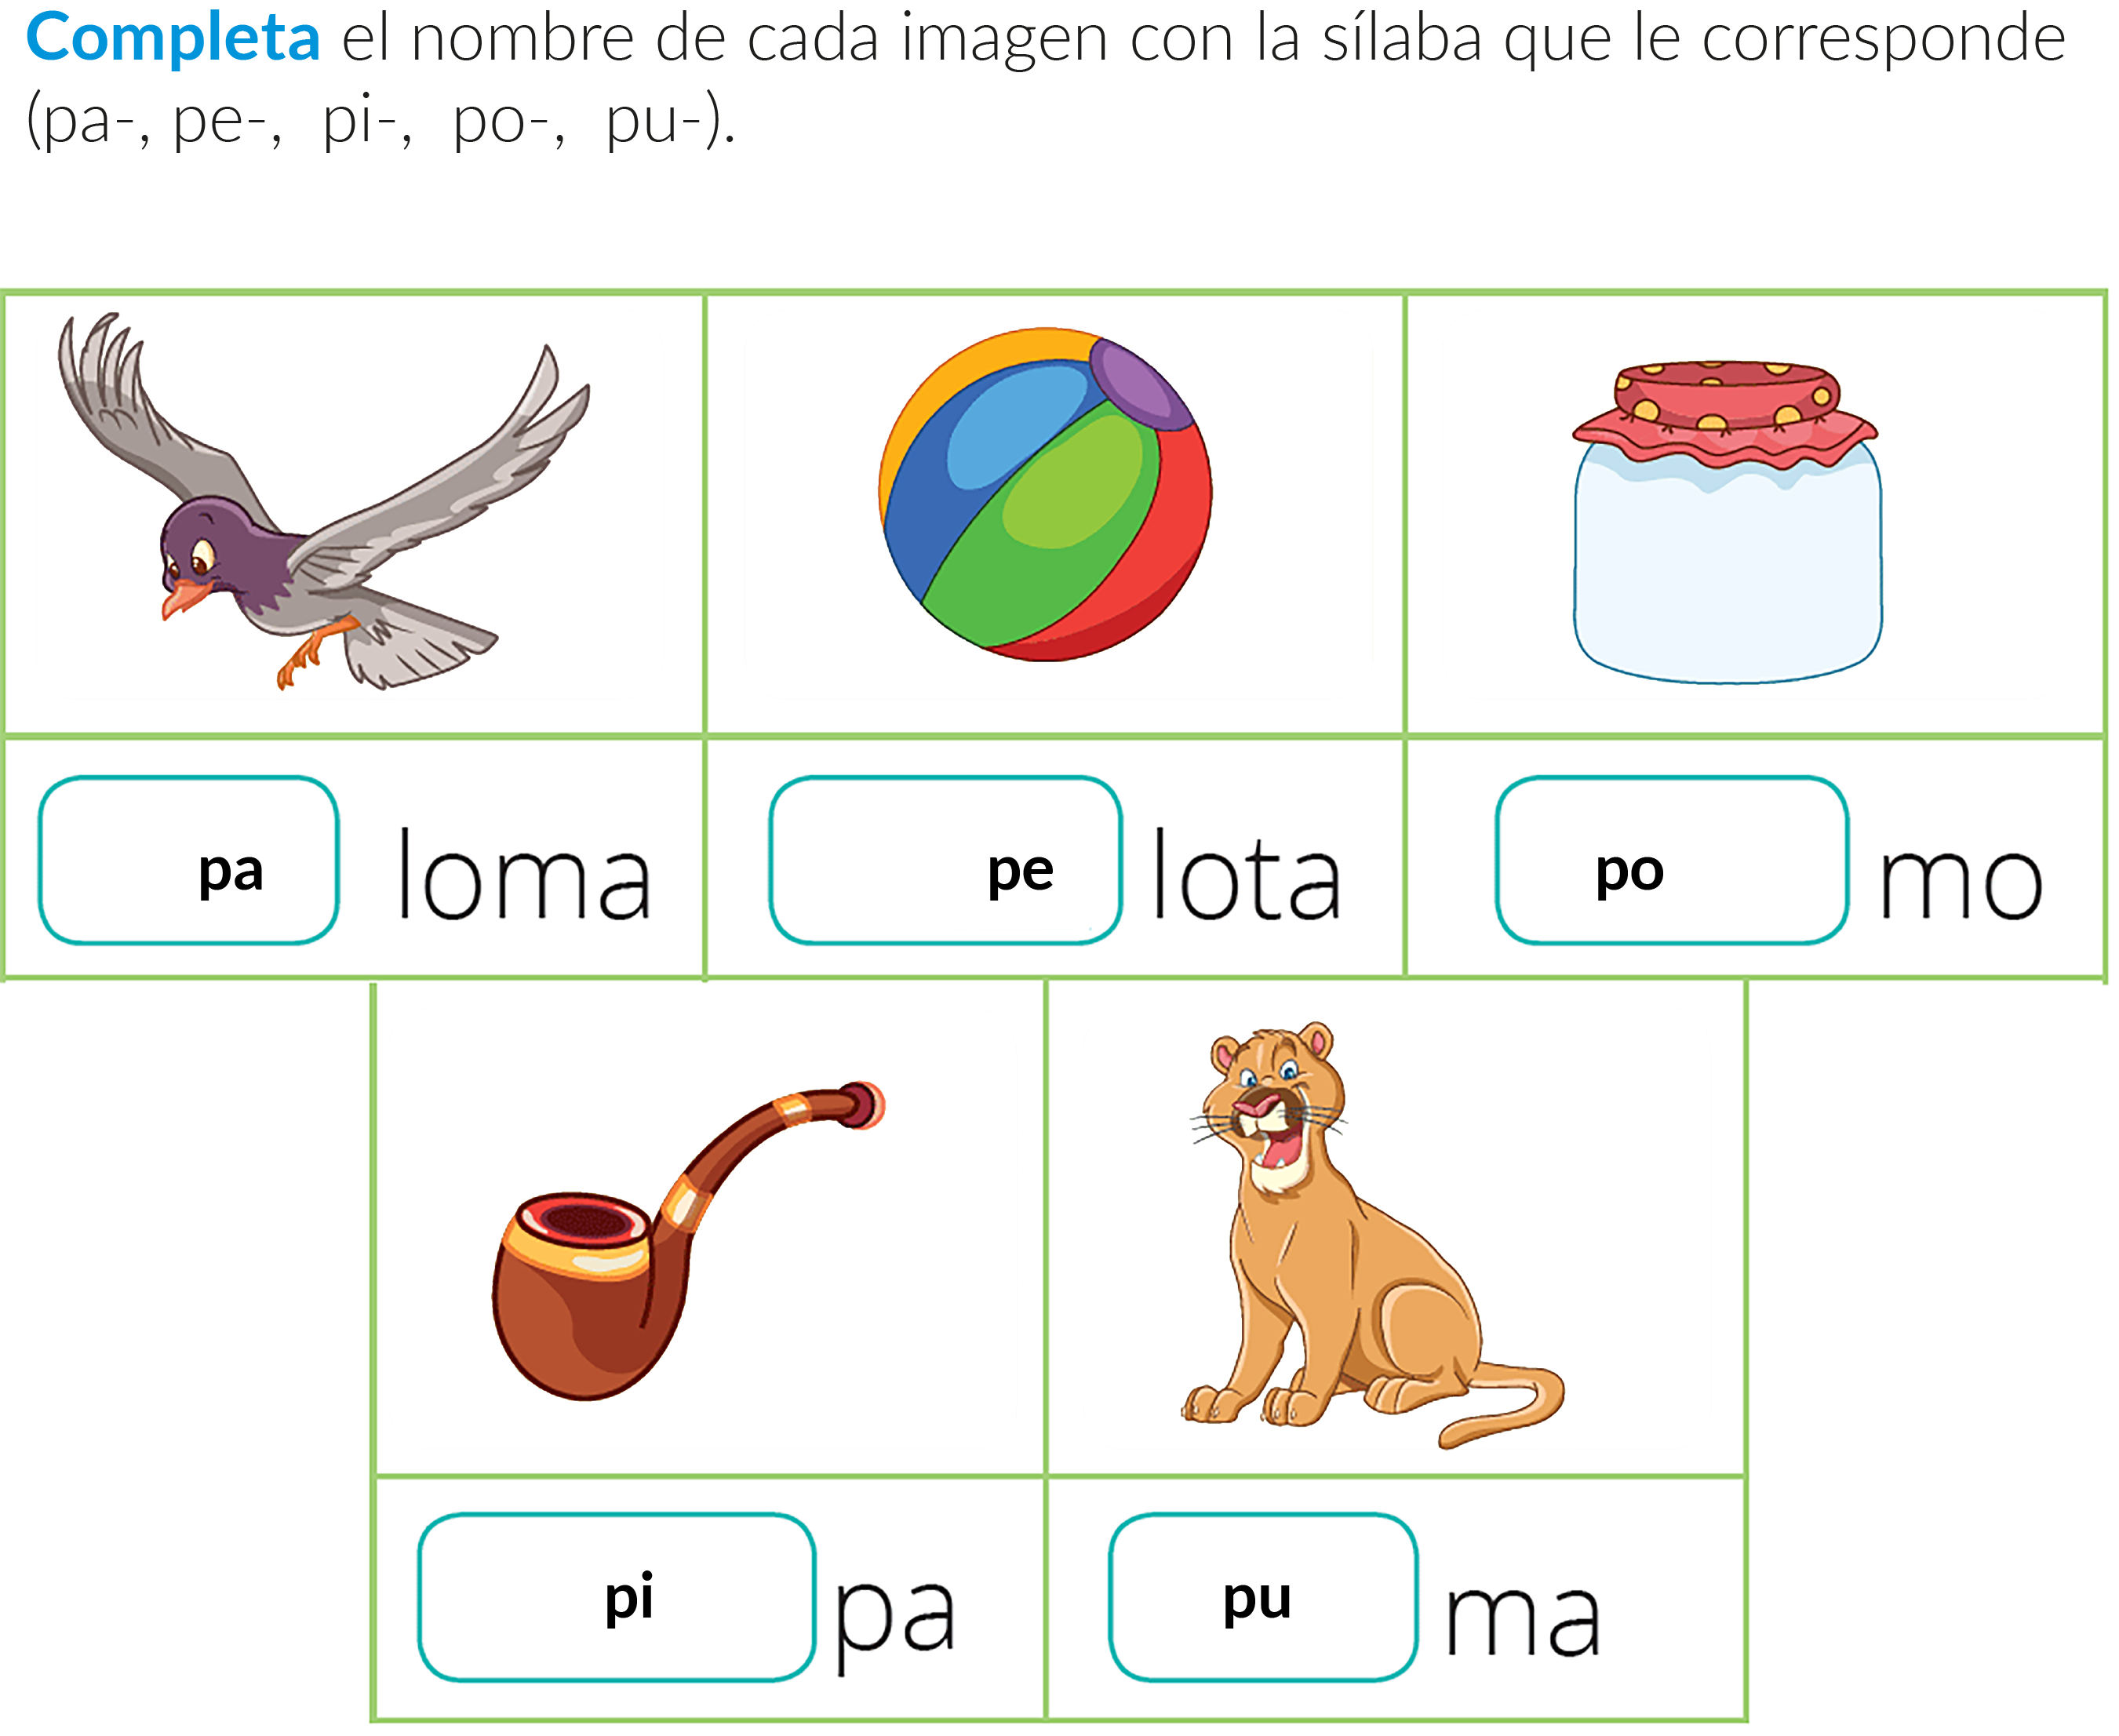 Completa el nombre de cada imagen con la sílaba que le corresponde
(pa-, pe-, pi-, po-, pu-).
pa loma
pe lota
po mo
pi pa
pu ma